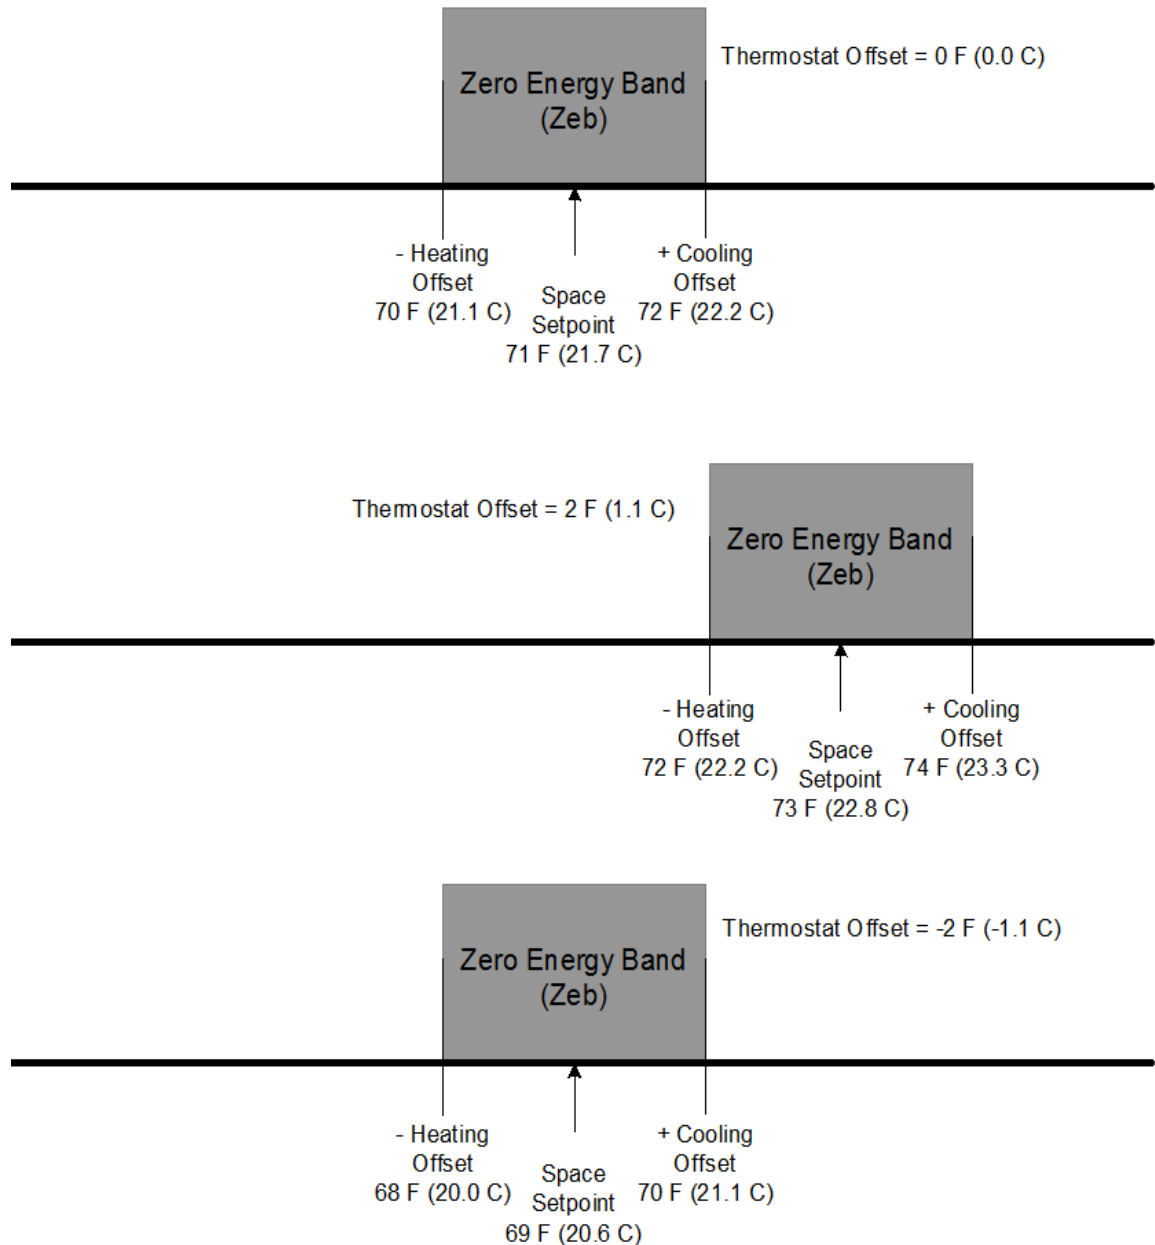 Thermostat Offset = 0 F (0.0 C)
Zero Energy Band
(Zeb)
- Heating
Offset
70 F (21.1 C)
Space
Setpoint
71 F (21.7 C)
+ Cooling
Offset
72 F (22.2 C)
Thermostat Offset = 2 F (1.1 C)
Zero Energy Band
(Zeb)
- Heating
Offset
72 F (22.2 C)
Space
Setpoint
73 F (22.8 C)
+ Cooling
Offset
74 F (23.3 C)
Thermostat Offset = -2 F (-1.1 C)
Zero Energy Band
(Zeb)
- Heating
Offset
68 F (20.0 C)
Space
Setpoint
69 F (20.6 C)
+ Cooling
Offset
70 F (21.1 C)